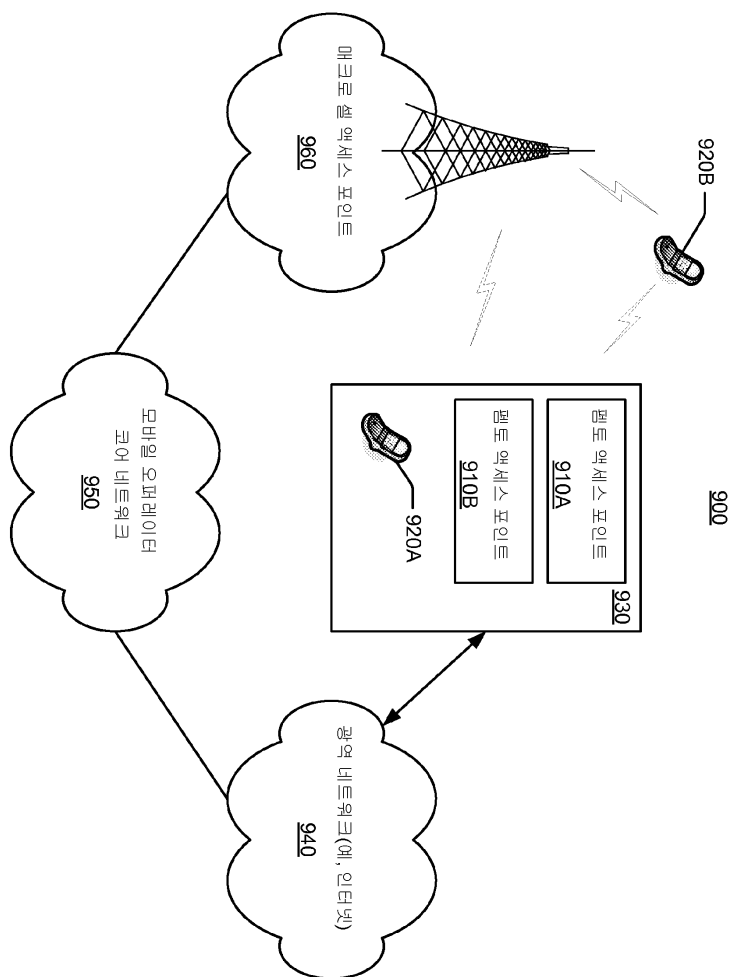 900
920B
매크로 셀 액세스 포인트
960
930
펨토 액세스 포인트
910A
펨토 액세스 포인트
910B
920A
모바일 오퍼레이터
코어 네트워크
950
광역 네트워크(예, 인터넷)
940